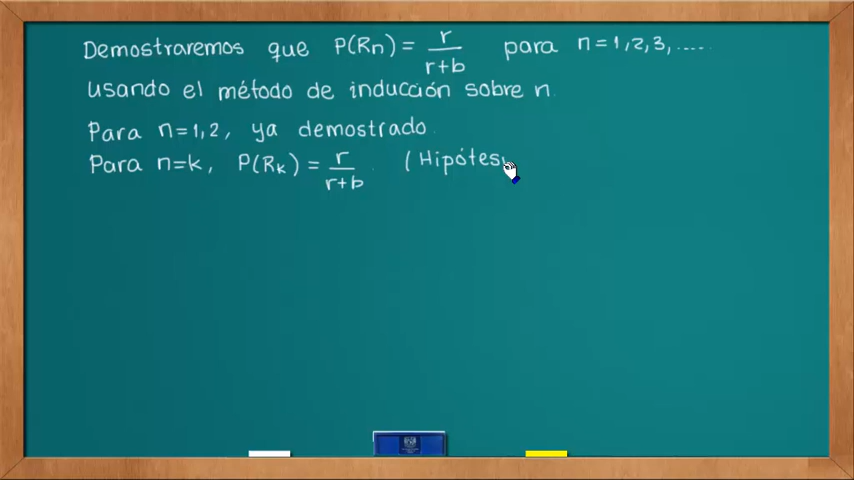 Demostraremos que P(Rn) = r/(r+b) para n=1,2,3,.....
usando el método de inducción sobre n.
Para n=1,2, ya demostrado.
Para n=k, P(Rk) = r/(r+b). (Hipótes